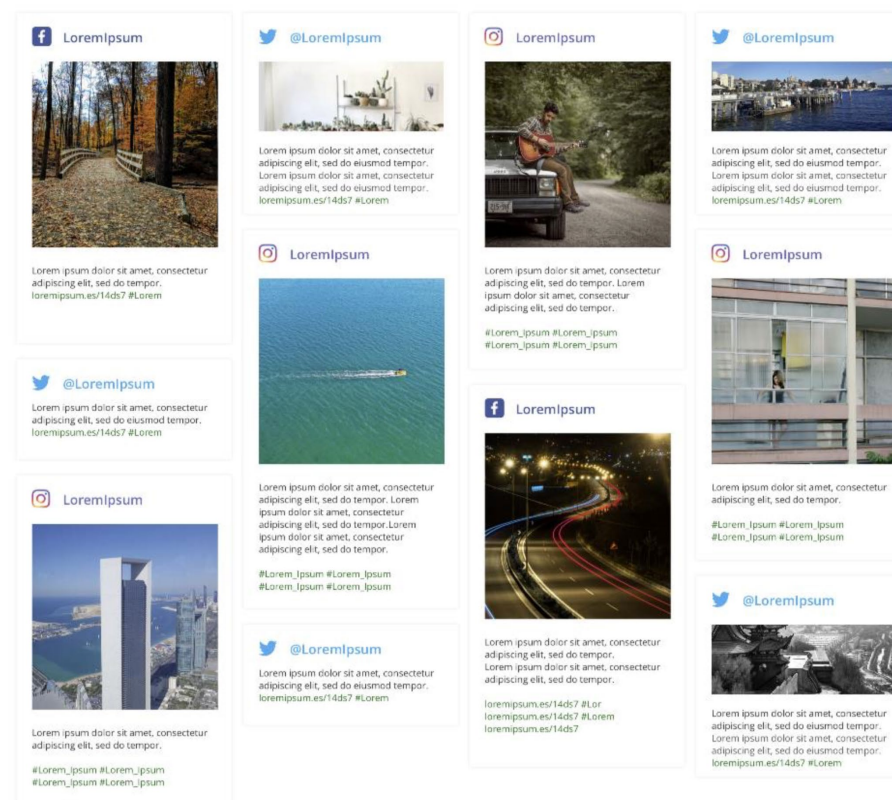 LoremIpsum
Lorem ipsum dolor sit amet, consectetur
adipiscing elit, sed do tempor.
loremipsum.es/14ds7 #Lorem
@LoremIpsum
Lorem ipsum dolor sit amet, consectetur
adipiscing elit, sed do eiusmod tempor.
loremipsum.es/14ds7 #Lorem
LoremIpsum
Lorem ipsum dolor sit amet, consectetur
adipiscing elit, sed do tempor.
#Lorem_Ipsum #Lorem_Ipsum
#Lorem_Ipsum #Lorem_Ipsum
@LoremIpsum
Lorem ipsum dolor sit amet, consectetur
adipiscing elit, sed do eiusmod tempor.
Lorem ipsum dolor sit amet, consectetur
adipiscing elit, sed do eiusmod tempor.
loremipsum.es/14ds7 #Lorem
LoremIpsum
Lorem ipsum dolor sit amet, consectetur
adipiscing elit, sed do tempor. Lorem
ipsum dolor sit amet, consectetur
adipiscing elit, sed do tempor.Lorem
ipsum dolor sit amet, consectetur
adipiscing elit, sed do tempor.
#Lorem_Ipsum #Lorem_Ipsum
#Lorem_Ipsum #Lorem_Ipsum
@LoremIpsum
Lorem ipsum dolor sit amet, consectetur
adipiscing elit, sed do eiusmod tempor.
loremipsum.es/14ds7 #Lorem
LoremIpsum
Lorem ipsum dolor sit amet, consectetur
adipiscing elit, sed do tempor. Lorem
ipsum dolor sit amet, consectetur
adipiscing elit, sed do tempor.
#Lorem_Ipsum #Lorem_Ipsum
#Lorem_Ipsum #Lorem_Ipsum
LoremIpsum
Lorem ipsum dolor sit amet, consectetur
adipiscing elit, sed do tempor.
Lorem ipsum dolor sit amet, consectetur
adipiscing elit, sed do tempor.
loremipsum.es/14ds7 #Lor
loremipsum.es/14ds7 #Lorem
loremipsum.es/14ds7
@LoremIpsum
Lorem ipsum dolor sit amet, consectetur
adipiscing elit, sed do eiusmod tempor.
Lorem ipsum dolor sit amet, consectetur
adipiscing elit, sed do eiusmod tempor.
loremipsum.es/14ds7 #Lorem
LoremIpsum
Lorem ipsum dolor sit amet, consectetur
adipiscing elit, sed do tempor.
#Lorem_Ipsum #Lorem_Ipsum
#Lorem_Ipsum #Lorem_Ipsum
@LoremIpsum
Lorem ipsum dolor sit amet, consectetur
adipiscing elit, sed do eiusmod tempor.
Lorem ipsum dolor sit amet, consectetur
adipiscing elit, sed do eiusmod tempor.
loremipsum.es/14ds7 #Lorem